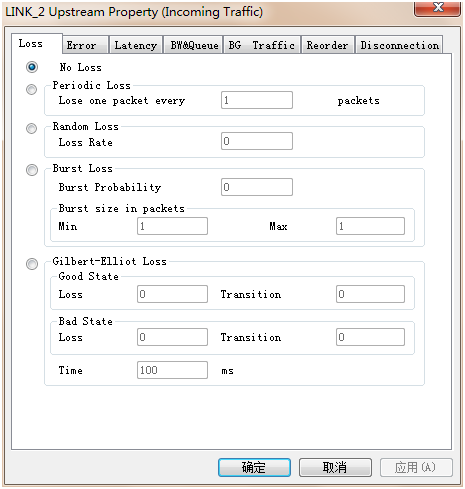 LINK_2 Upstream Property (Incoming Traffic)
Loss Error Latency BW&Queue BG Traffic Reorder Disconnection
No Loss
Periodic Loss
Lose one packet every 1 packets
Random Loss
Loss Rate 0
Burst Loss
Burst Probability 0
Burst size in packets
Min 1 Max 1
Gilbert-Elliot Loss
Good State
Loss 0 Transition 0
Bad State
Loss 0 Transition 0
Time 100 ms
确定 取消 应用(A)